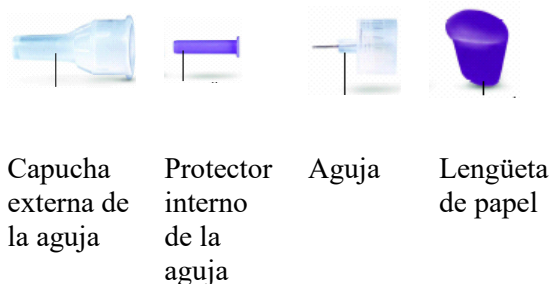 Capucha
externa de
la aguja
Protector
interno
de la
aguja
Aguja
Lengüeta
de papel